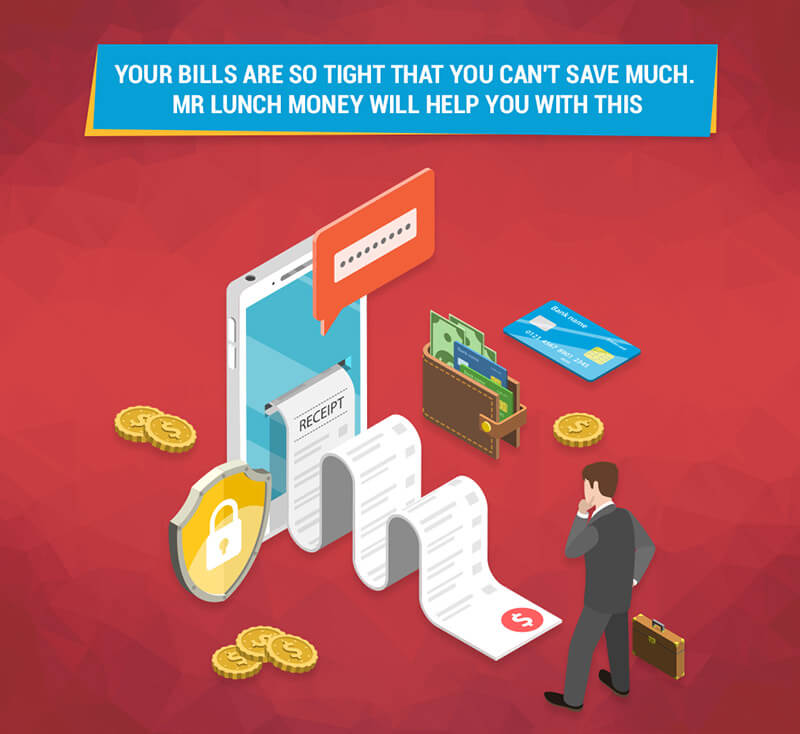 YOUR BILLS ARE SO TIGHT THAT YOU CAN'T SAVE MUCH.
MR LUNCH MONEY WILL HELP YOU WITH THIS
Bank name
RECEIPT